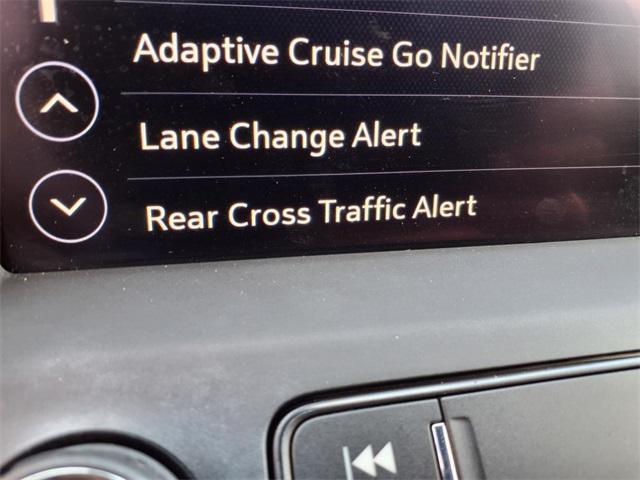 Adaptive Cruise Go Notifier
Lane Change Alert
Rear Cross Traffic Alert